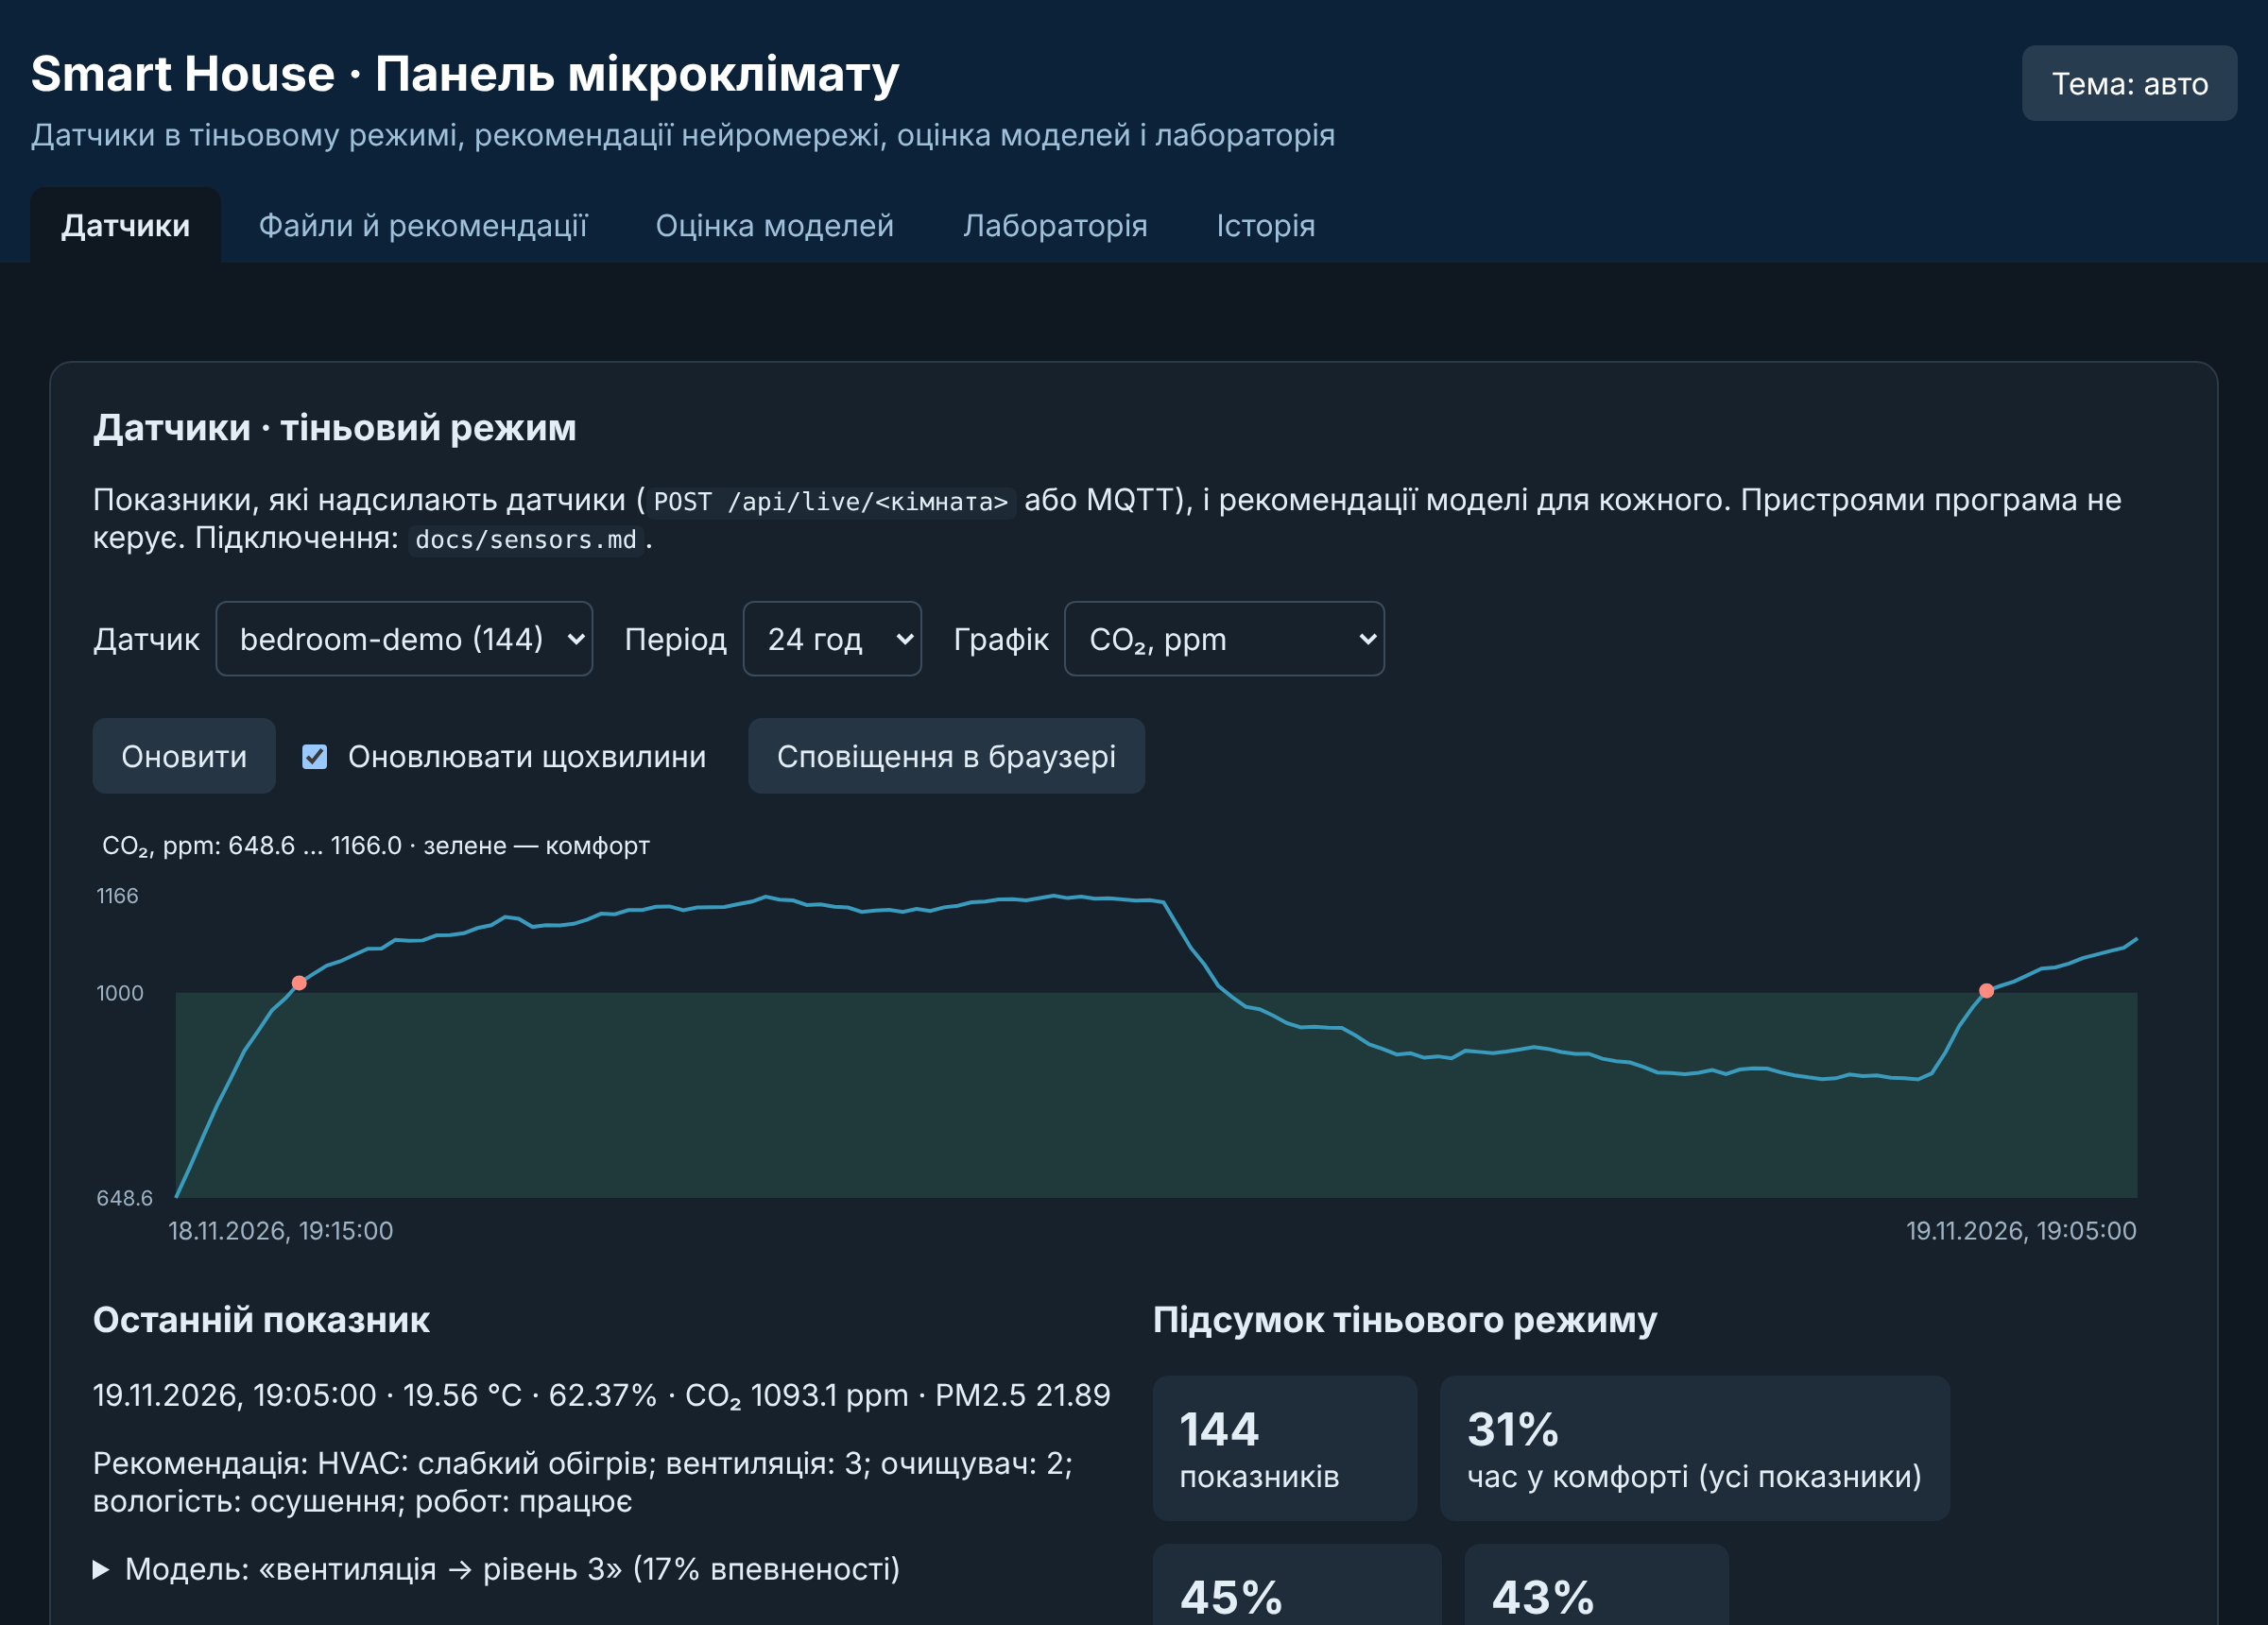 Smart House · Панель мікроклімату
Тема: авто
Датчики в тіньовому режимі, рекомендації нейромережі, оцінка моделей і лабораторія
Датчики
Файли й рекомендації
Оцінка моделей
Лабораторія
Історія
Датчики · тіньовий режим
Показники, які надсилають датчики (POST /api/live/<кімната> або MQTT), і рекомендації моделі для кожного. Пристроями програма не
керує. Підключення: docs/sensors.md.
Датчик bedroom-demo (144) Період 24 год Графік CO₂, ppm
Оновити Оновлювати щохвилини Сповіщення в браузері
CO₂, ppm: 648.6 … 1166.0 · зелене — комфорт
1166
1000
648.6
18.11.2026, 19:15:00
19.11.2026, 19:05:00
Останній показник
19.11.2026, 19:05:00 · 19.56 °C · 62.37% · CO₂ 1093.1 ppm · PM2.5 21.89
Рекомендація: HVAC: слабкий обігрів; вентиляція: 3; очищувач: 2;
вологість: осушення; робот: працює
Модель: «вентиляція → рівень 3» (17% впевненості)
Підсумок тіньового режиму
144
показників
31%
час у комфорті (усі показники)
45%
43%